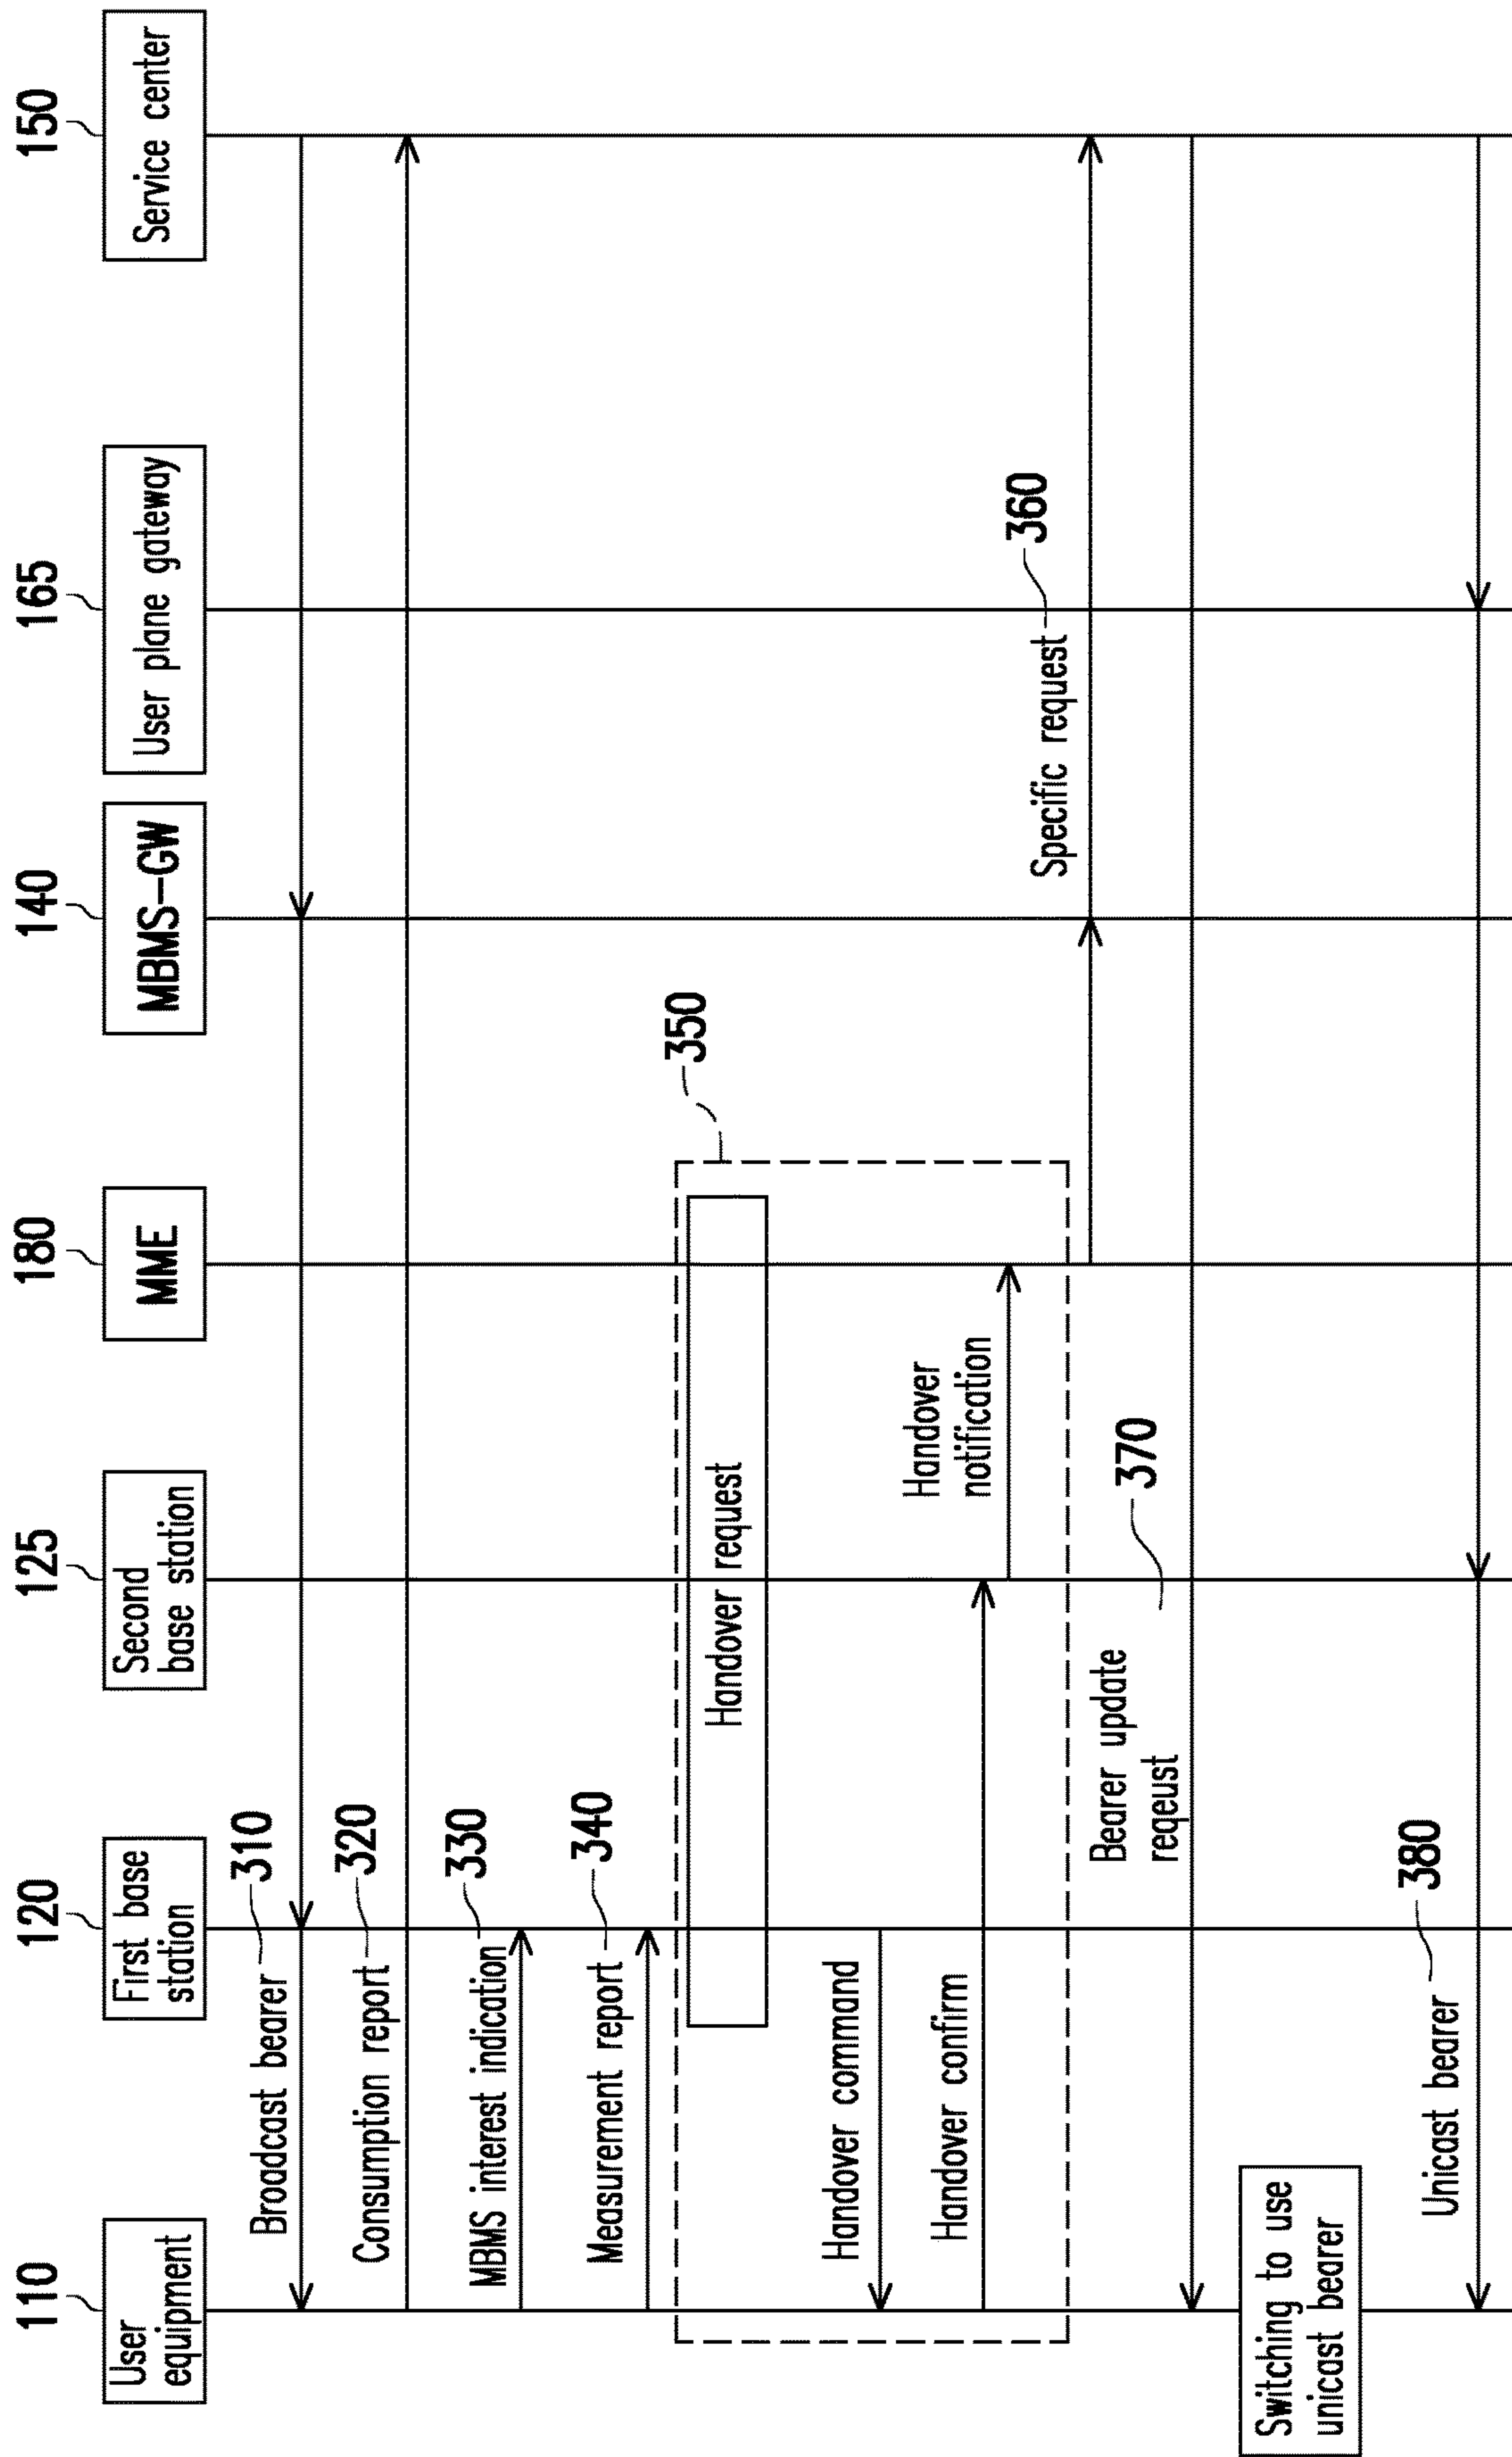 110
120
125
180
140
165
150
User
equipment
First base
station
Second
base station
MME
MBMS-GW
User plane gateway
Service center
Broadcast bearer
310
Consumption report
320
MBMS interest indication
330
Measurement report
340
350
Handover request
Handover command
Handover confirm
Handover
notification
Specific request
360
Bearer update
reqeust
370
Switching to use
unicast bearer
Unicast bearer
380